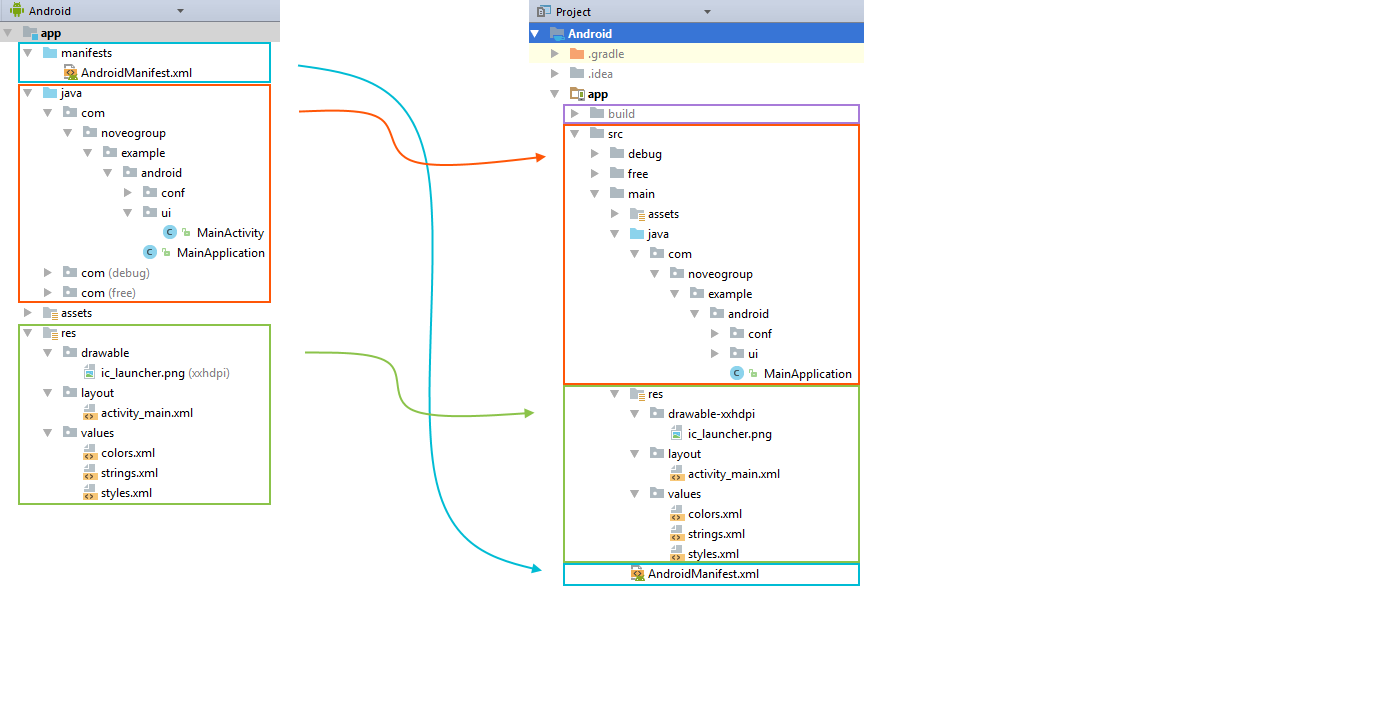 Android
app
manifests
AndroidManifest.xml
java
com
noveogroup
example
android
conf
ui
MainActivity
MainApplication
com (debug)
com (free)
assets
res
drawable
ic_launcher.png (xxhdpi)
layout
activity_main.xml
values
colors.xml
strings.xml
styles.xml
Project
Android
.gradle
.idea
app
build
src
debug
free
main
assets
java
com
noveogroup
example
android
conf
ui
MainApplication
res
drawable-xxhdpi
ic_launcher.png
layout
activity_main.xml
values
colors.xml
strings.xml
styles.xml
AndroidManifest.xml